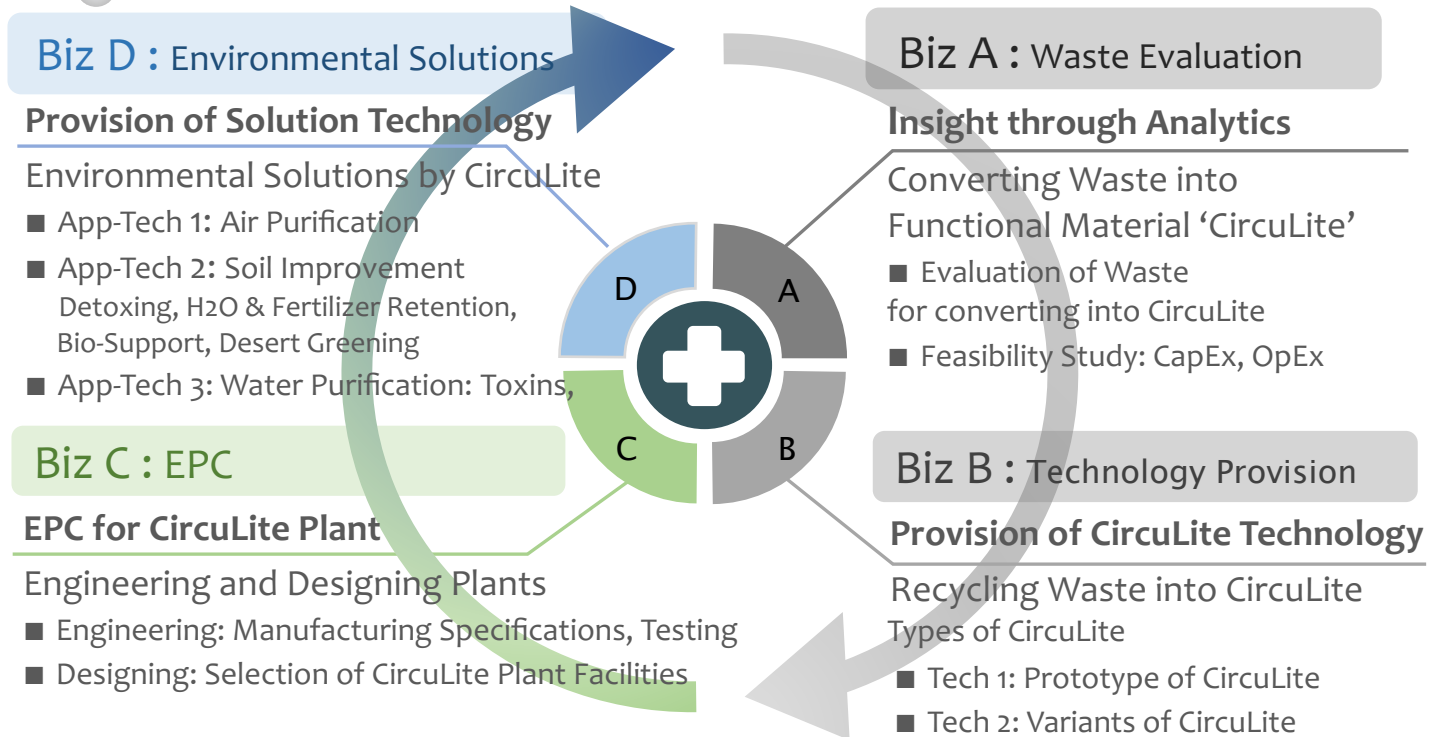 Biz D : Environmental Solutions
Provision of Solution Technology
Environmental Solutions by CircuLite
■ App-Tech 1: Air Purification
■ App-Tech 2: Soil Improvement
Detoxing, H2O & Fertilizer Retention,
Bio-Support, Desert Greening
■ App-Tech 3: Water Purification: Toxins,
Biz A : Waste Evaluation
Insight through Analytics
Converting Waste into
Functional Material ‘CircuLite’
■ Evaluation of Waste
for converting into CircuLite
■ Feasibility Study: CapEx, OpEx
D
A
C
B
Biz C : EPC
EPC for CircuLite Plant
Engineering and Designing Plants
■ Engineering: Manufacturing Specifications, Testing
■ Designing: Selection of CircuLite Plant Facilities
Biz B : Technology Provision
Provision of CircuLite Technology
Recycling Waste into CircuLite
Types of CircuLite
■ Tech 1: Prototype of CircuLite
■ Tech 2: Variants of CircuLite